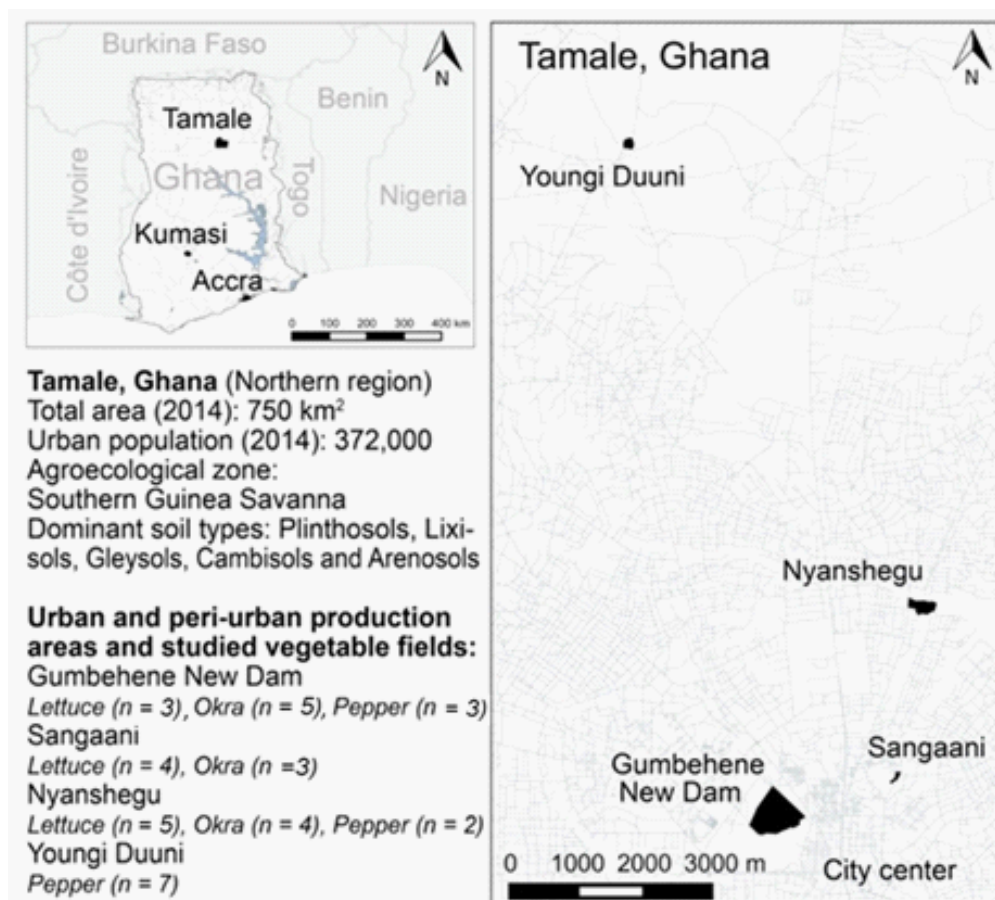 Burkina Faso
N
Benin
Tamale
Ghana
Togo
Nigeria
Côte d'Ivoire
Kumasi
Accra
0 100 200 300 400 km
Tamale, Ghana (Northern region)
Total area (2014): 750 km²
Urban population (2014): 372,000
Agroecological zone:
Southern Guinea Savanna
Dominant soil types: Plinthosols, Lixi-
sols, Gleysols, Cambisols and Arenosols
Urban and peri-urban production
areas and studied vegetable fields:
Gumbehene New Dam
Lettuce (n = 3), Okra (n = 5), Pepper (n = 3)
Sangaani
Lettuce (n = 4), Okra (n =3)
Nyanshegu
Lettuce (n = 5), Okra (n = 4), Pepper (n = 2)
Youngi Duuni
Pepper (n = 7)
Tamale, Ghana
N
Youngi Duuni
Nyanshegu
Sangaani
Gumbehene
New Dam
0 1000 2000 3000 m
City center